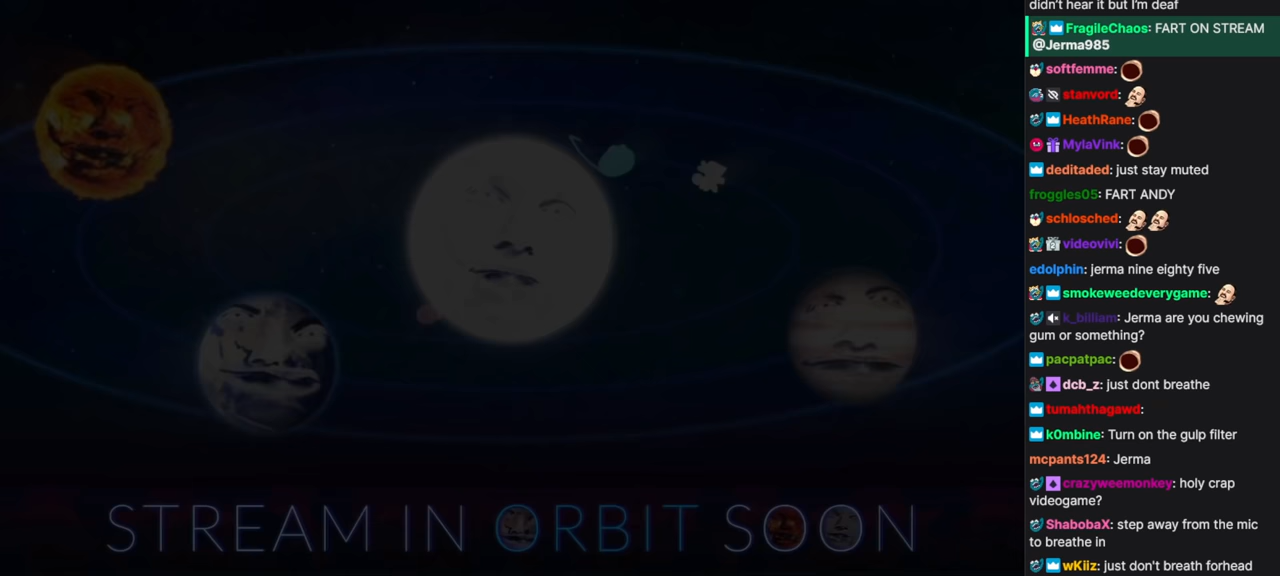 didn't hear it but I'm deaf
FragileChaos: FART ON STREAM
@Jerma985
softfemme:
stanvord:
HeathRane:
MylaVink:
deditaded: just stay muted
froggles05: FART ANDY
schlosched:
videovivi:
edolphin: jerma nine eighty five
smokeweedeverygame:
k_billiam: Jerma are you chewing
gum or something?
pacpatpac:
dcb_z: just dont breathe
tumahthagawd:
k0mbine: Turn on the gulp filter
mcpants124: Jerma
crazyweemonkey: holy crap
videogame?
ShabobaX: step away from the mic
to breathe in
wKiiz: just don't breath forhead
STREAM IN ORBIT SOON